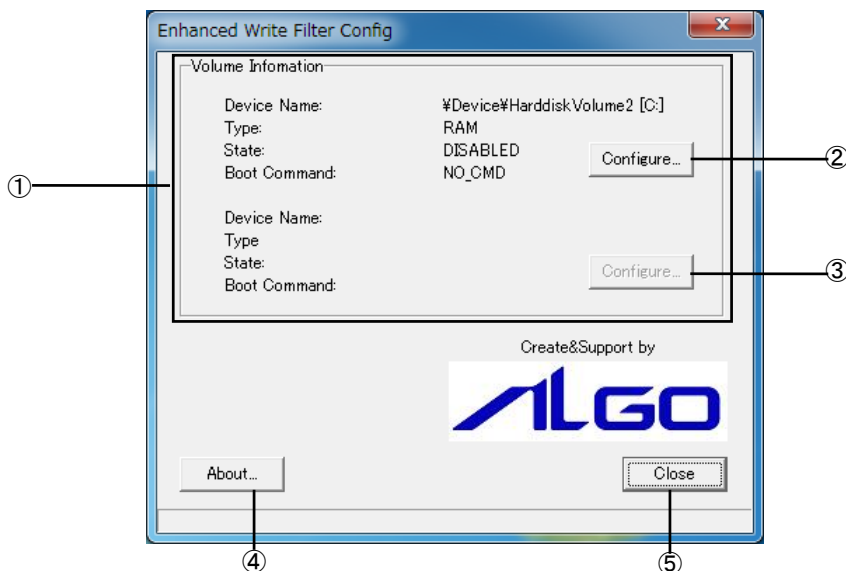 Enhanced Write Filter Config
Volume Infomation
Device Name: ¥Device¥HarddiskVolume2 [C:]
Type: RAM
State: DISABLED
Boot Command: NO_CMD
Configure...
②
①
Device Name:
Type
State:
Boot Command:
Configure...
③
Create&Support by
ALGO
About...
Close
④
⑤